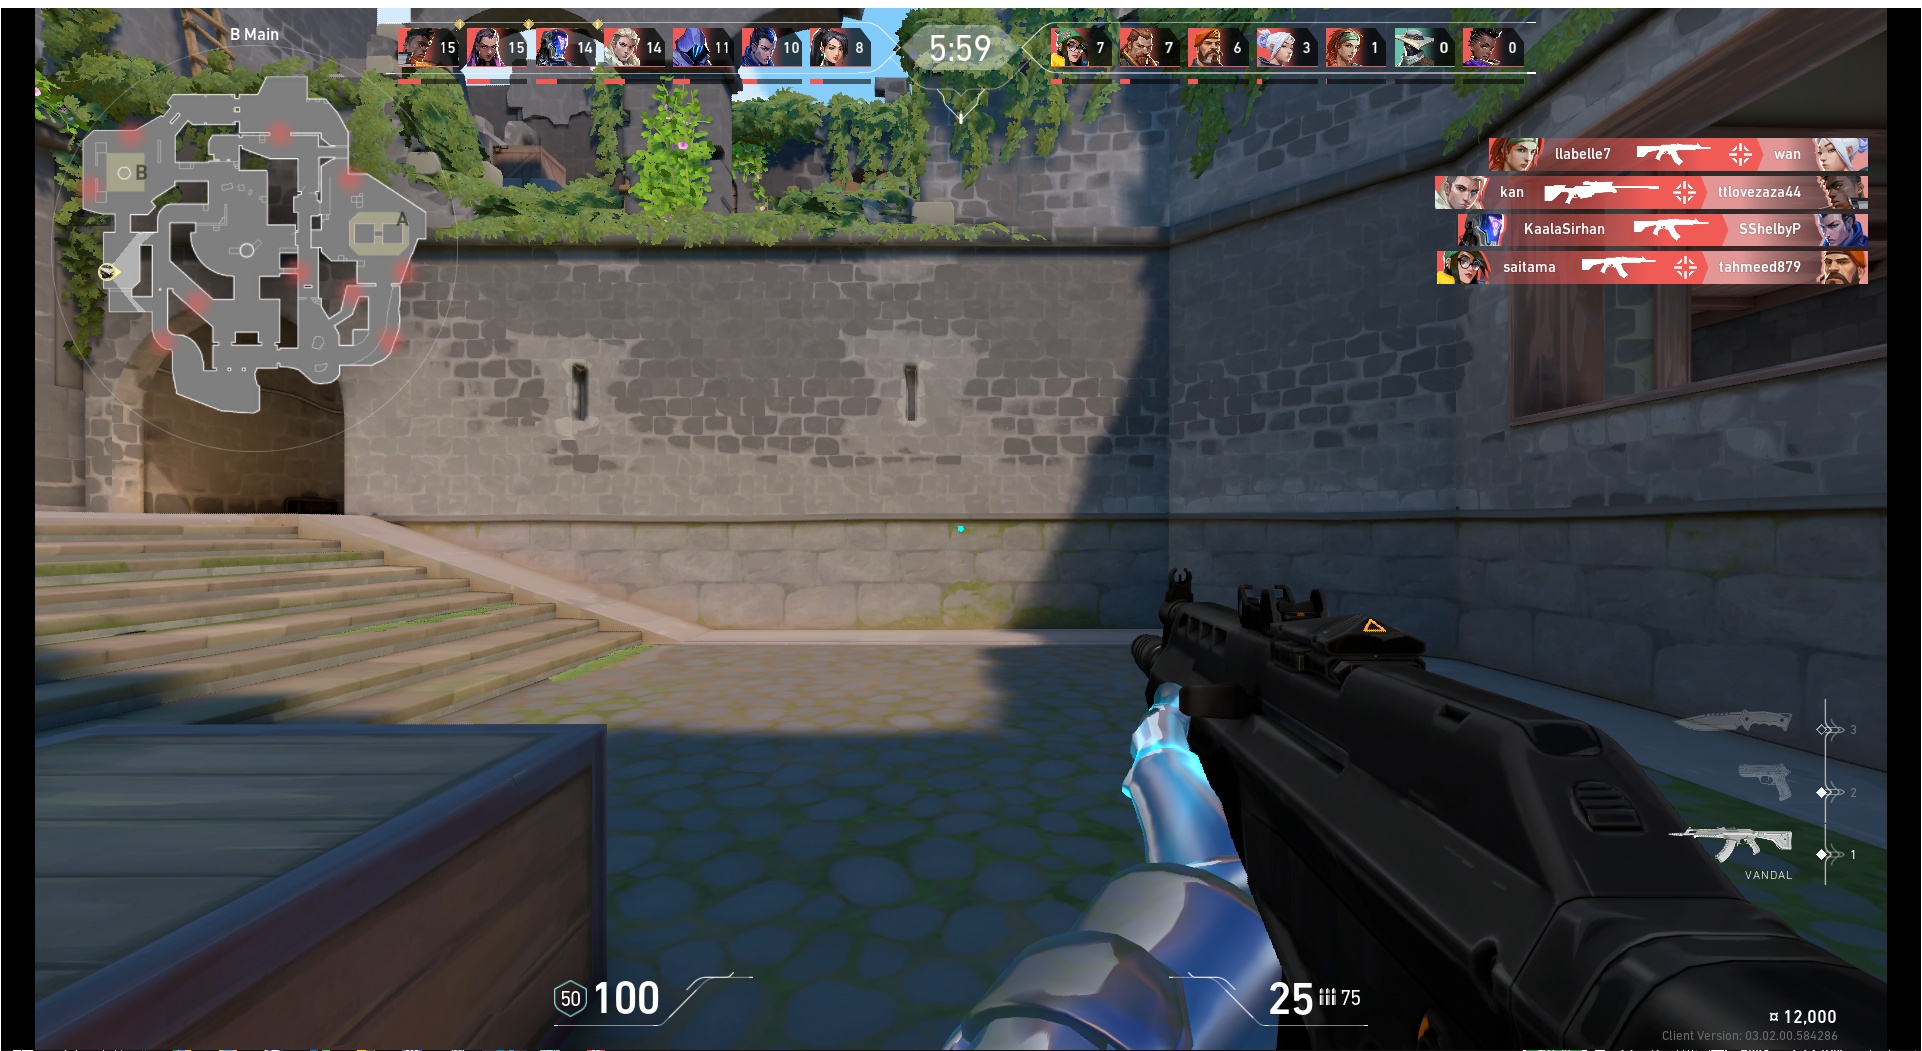 B Main
15 15 14 14 11 10 8
5:59
7 7 6 3 1 0 0
B
A
llabelle7 wan
kan ttlovezaza44
KaalaSirhan SShelbyP
saitama tahmeed879
3
2
1
VANDAL
50 100
25 75
¤ 12,000
Client Version: 03.02.00.584286